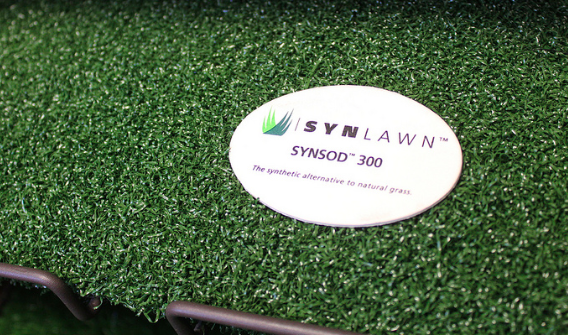 SYNLAWN™
SYNSOD™ 300
The synthetic alternative to natural grass.